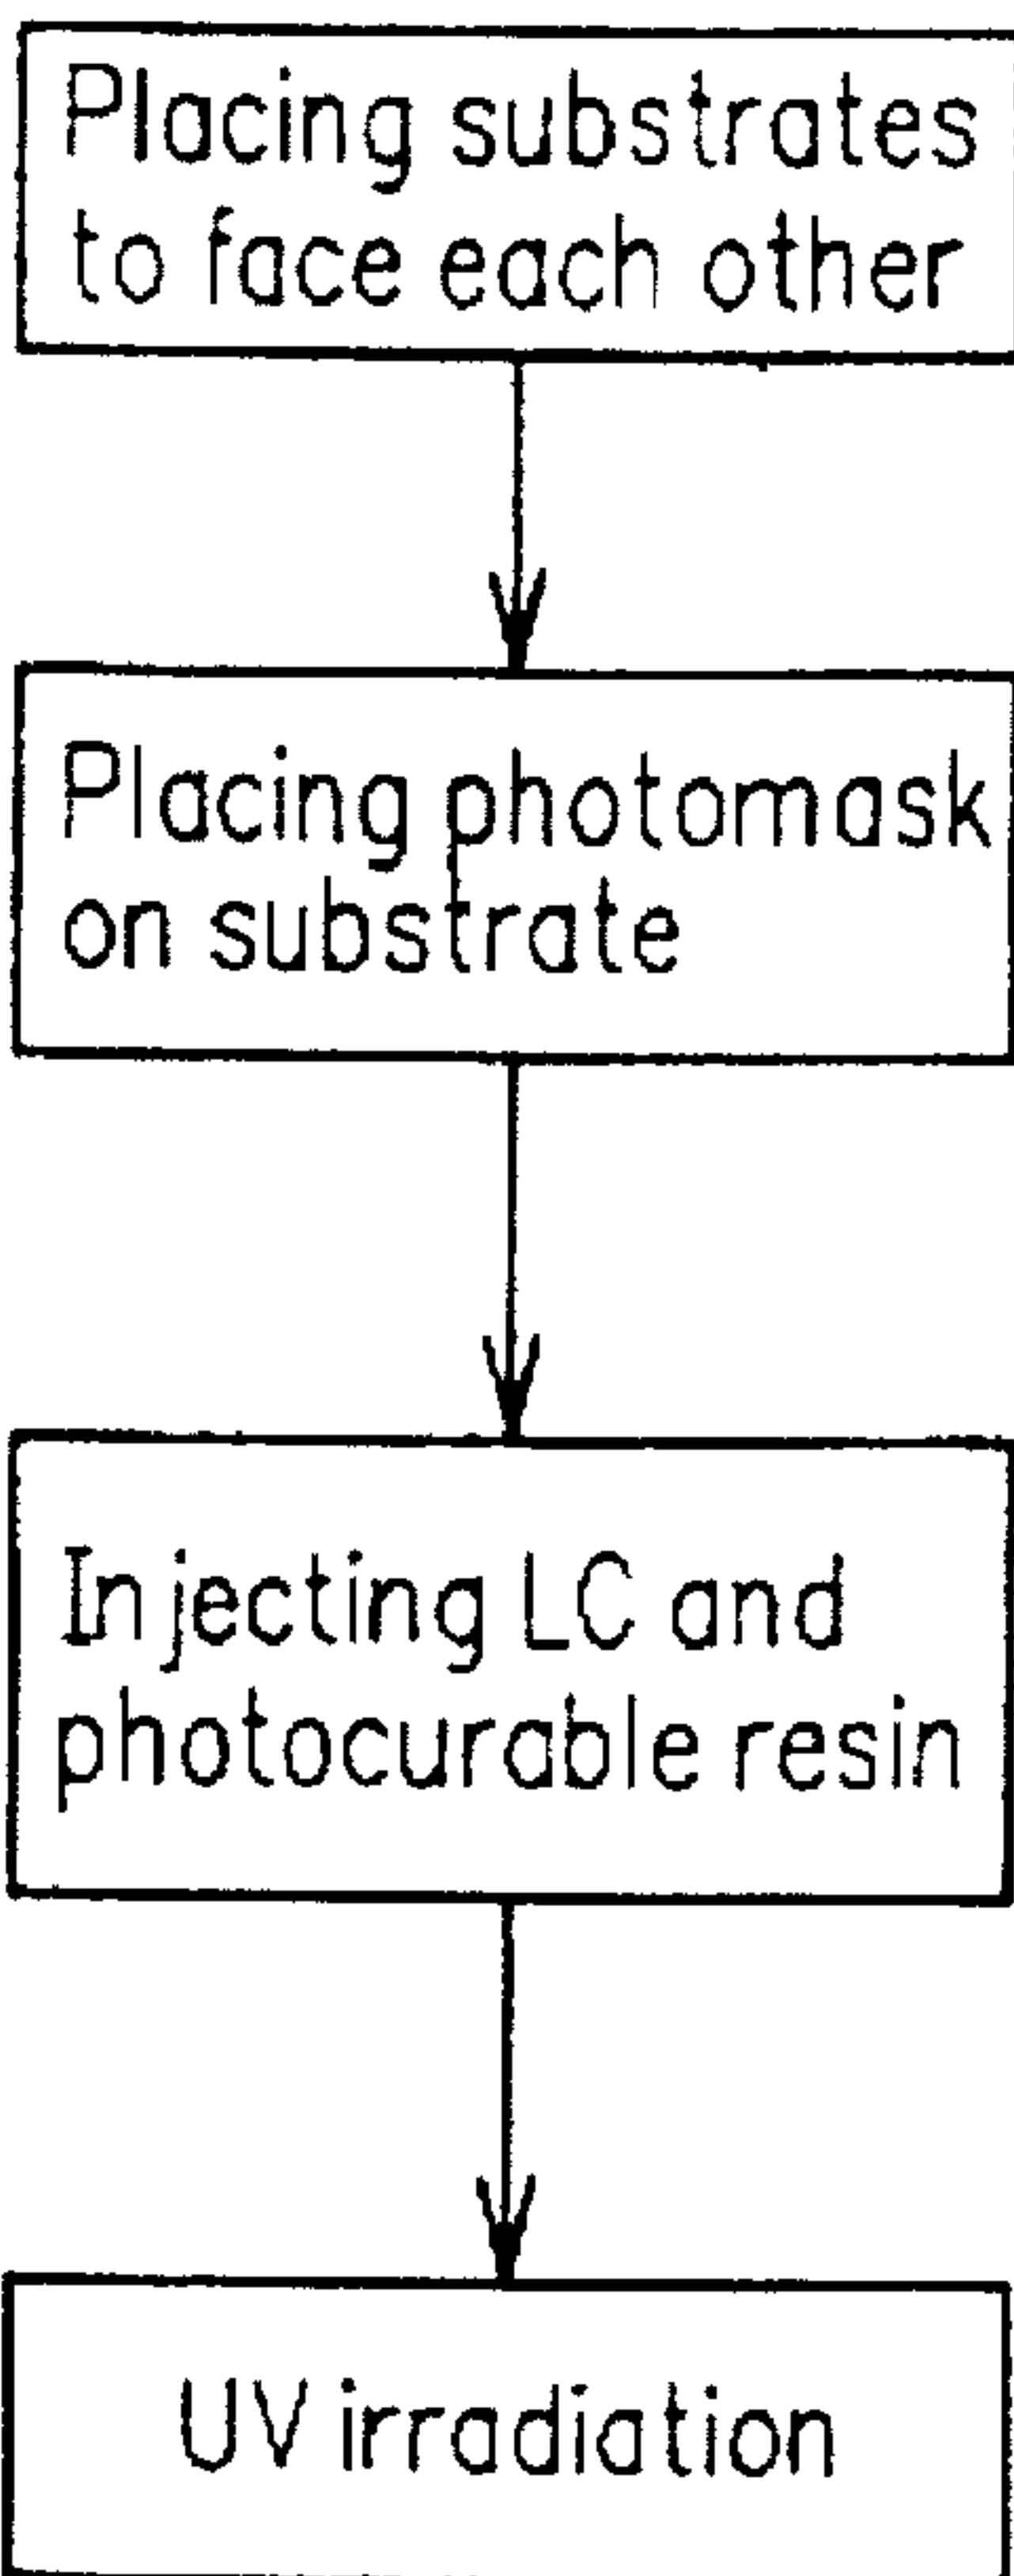 Placing substrates
to face each other
Placing photomask
on substrate
Injecting LC and
photocurable resin
UV irradiation